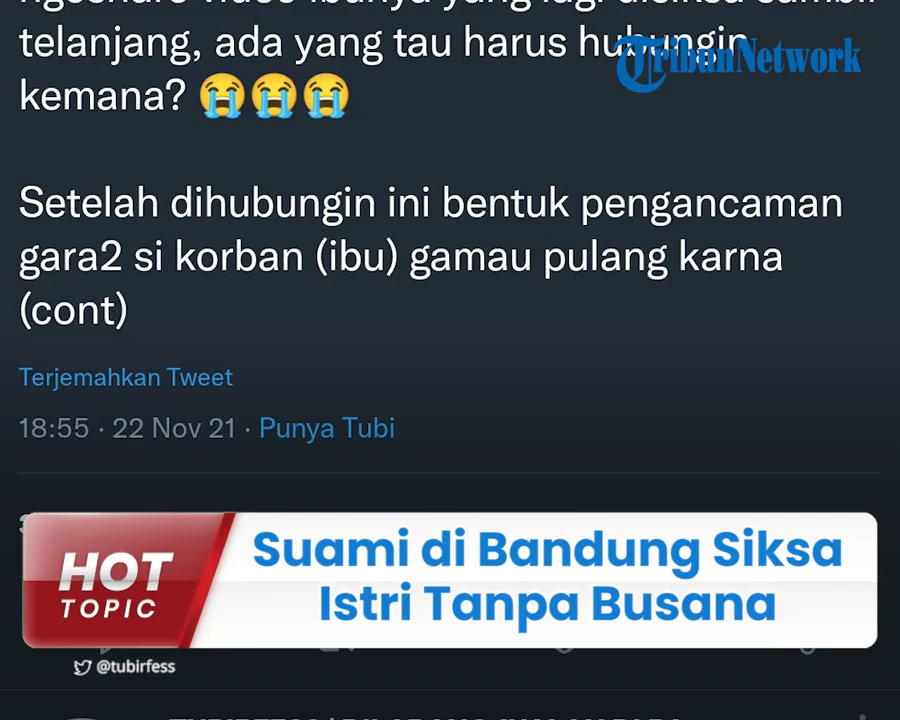 telanjang, ada yang tau harus hubungin
TribunNetwork
kemana? 😭😭😭
Setelah dihubungin ini bentuk pengancaman
gara2 si korban (ibu) gamau pulang karna
(cont)
Terjemahkan Tweet
18:55 · 22 Nov 21 · Punya Tubi
HOT
TOPIC
Suami di Bandung Siksa
Istri Tanpa Busana
@tubirfess